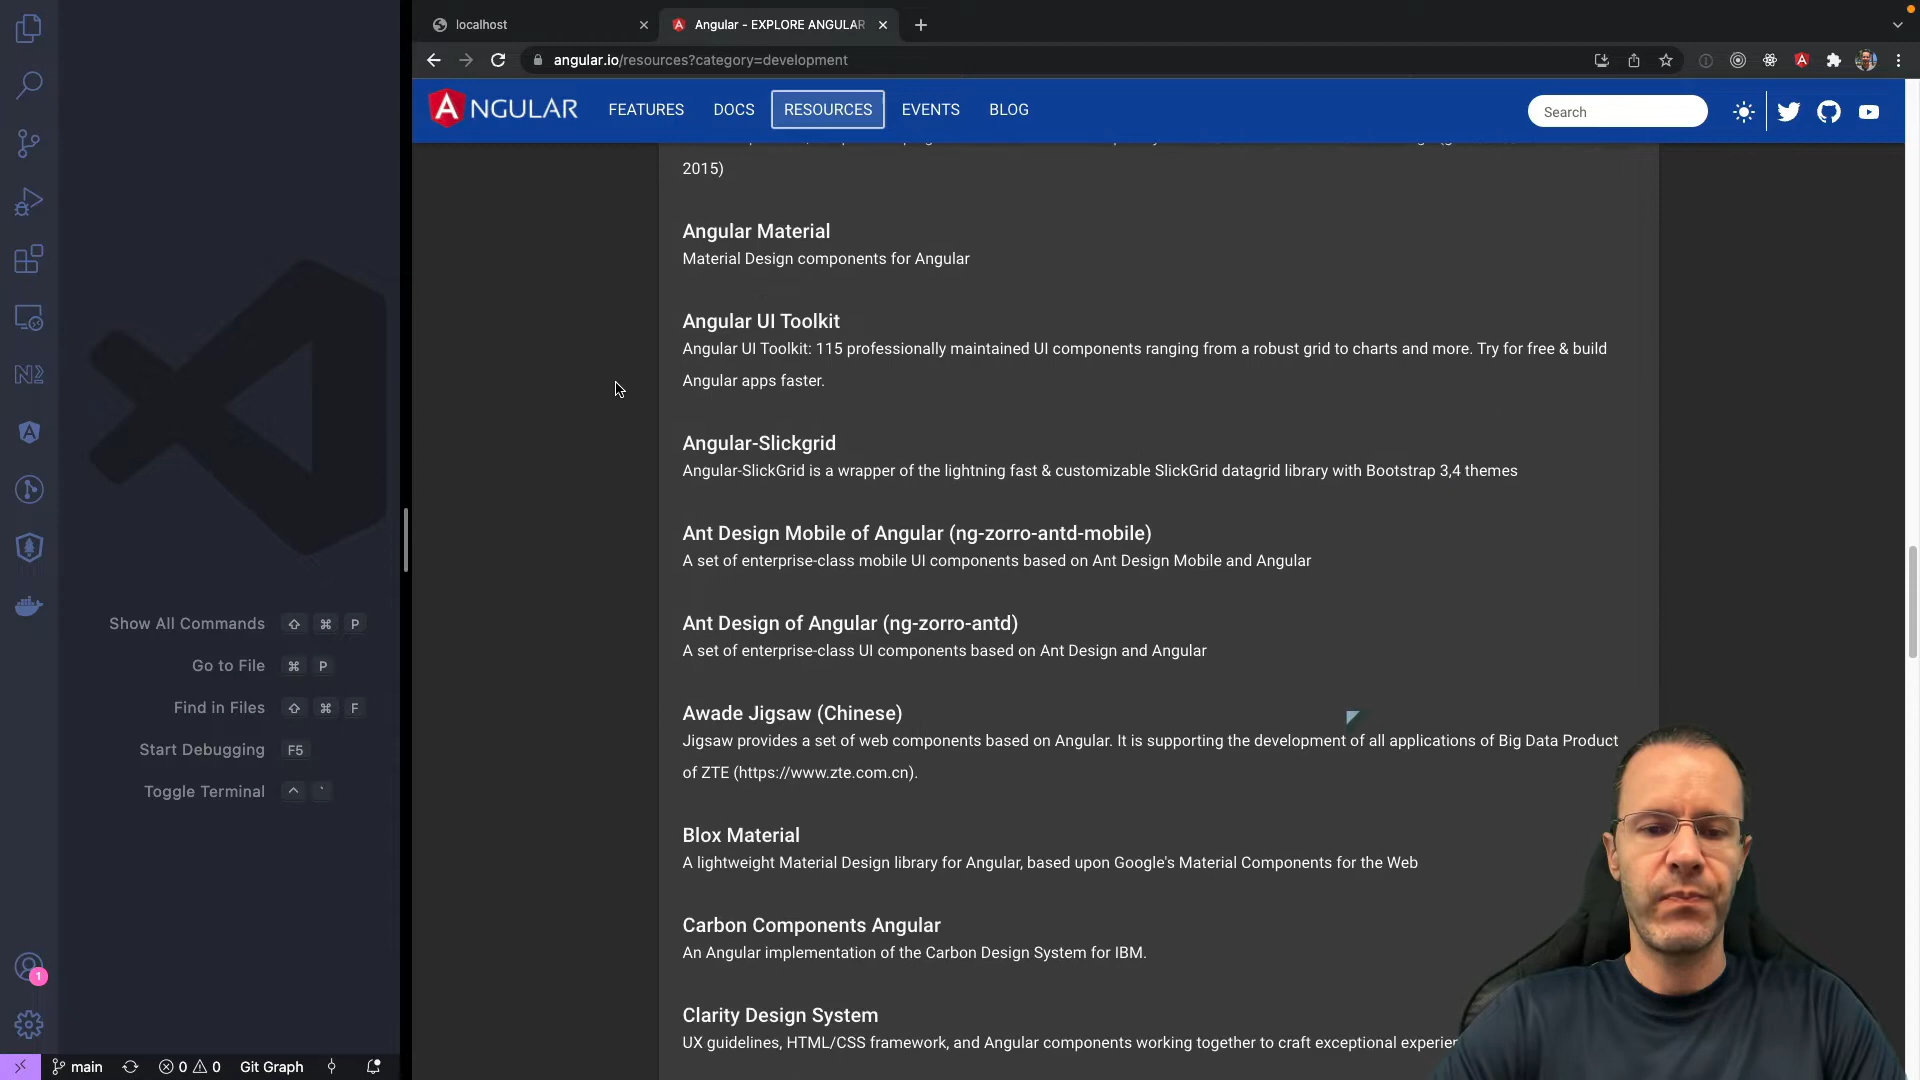 localhost
Angular - EXPLORE ANGULAR
angular.io/resources?category=development
ANGULAR
FEATURES
DOCS
RESOURCES
EVENTS
BLOG
Search
2015)
Angular Material
Material Design components for Angular
Angular UI Toolkit
Angular UI Toolkit: 115 professionally maintained UI components ranging from a robust grid to charts and more. Try for free & build
Angular apps faster.
Angular-Slickgrid
Angular-SlickGrid is a wrapper of the lightning fast & customizable SlickGrid datagrid library with Bootstrap 3,4 themes
Ant Design Mobile of Angular (ng-zorro-antd-mobile)
A set of enterprise-class mobile UI components based on Ant Design Mobile and Angular
Ant Design of Angular (ng-zorro-antd)
A set of enterprise-class UI components based on Ant Design and Angular
Awade Jigsaw (Chinese)
Jigsaw provides a set of web components based on Angular. It is supporting the development of all applications of Big Data Product
of ZTE (https://www.zte.com.cn).
Blox Material
A lightweight Material Design library for Angular, based upon Google's Material Components for the Web
Carbon Components Angular
An Angular implementation of the Carbon Design System for IBM.
Clarity Design System
UX guidelines, HTML/CSS framework, and Angular components working together to craft exceptional
Show All Commands ⇧ ⌘ P
Go to File ⌘ P
Find in Files ⇧ ⌘ F
Start Debugging F5
Toggle Terminal ^ `
1
main
0 0
Git Graph